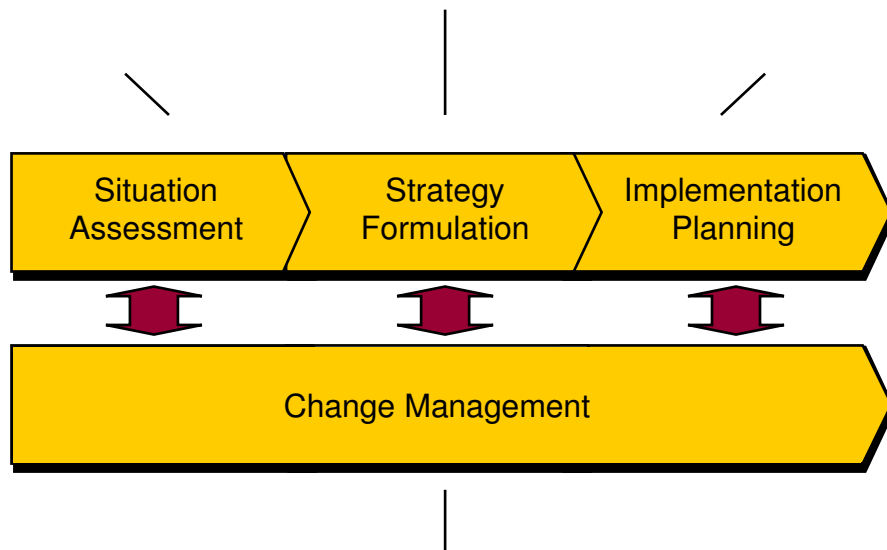 Situation
Assessment
Strategy
Formulation
Implementation
Planning
Change Management